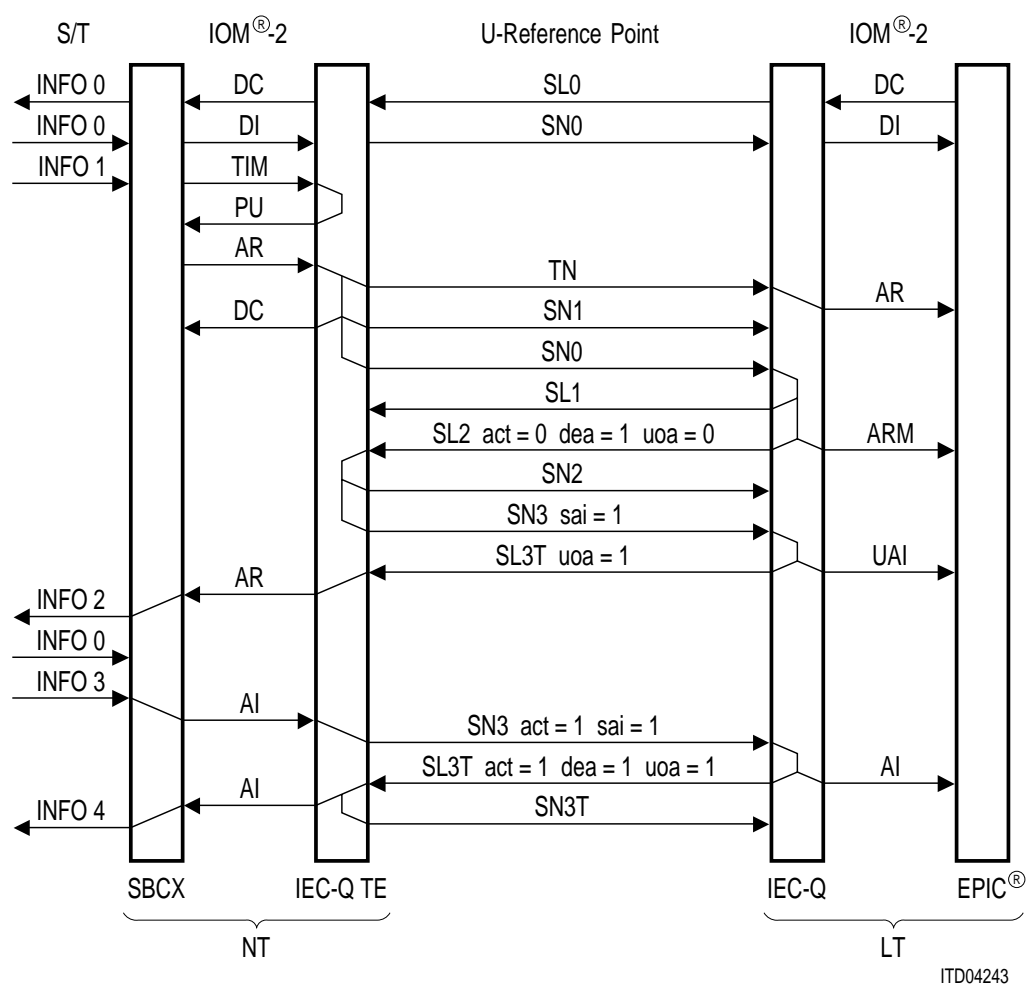 S/T IOM®-2 U-Reference Point IOM®-2
INFO 0 DC SL0 DC
INFO 0 DI SN0 DI
INFO 1 TIM
PU
AR
TN
AR
DC SN1
SN0
SL1
SL2 act = 0 dea = 1 uoa = 0 ARM
SN2
SN3 sai = 1
SL3T uoa = 1 UAI
AR
INFO 2
INFO 0
INFO 3
AI
SN3 act = 1 sai = 1
SL3T act = 1 dea = 1 uoa = 1 AI
AI
SN3T
INFO 4
SBCX IEC-Q TE IEC-Q EPIC®
NT LT
ITD04243